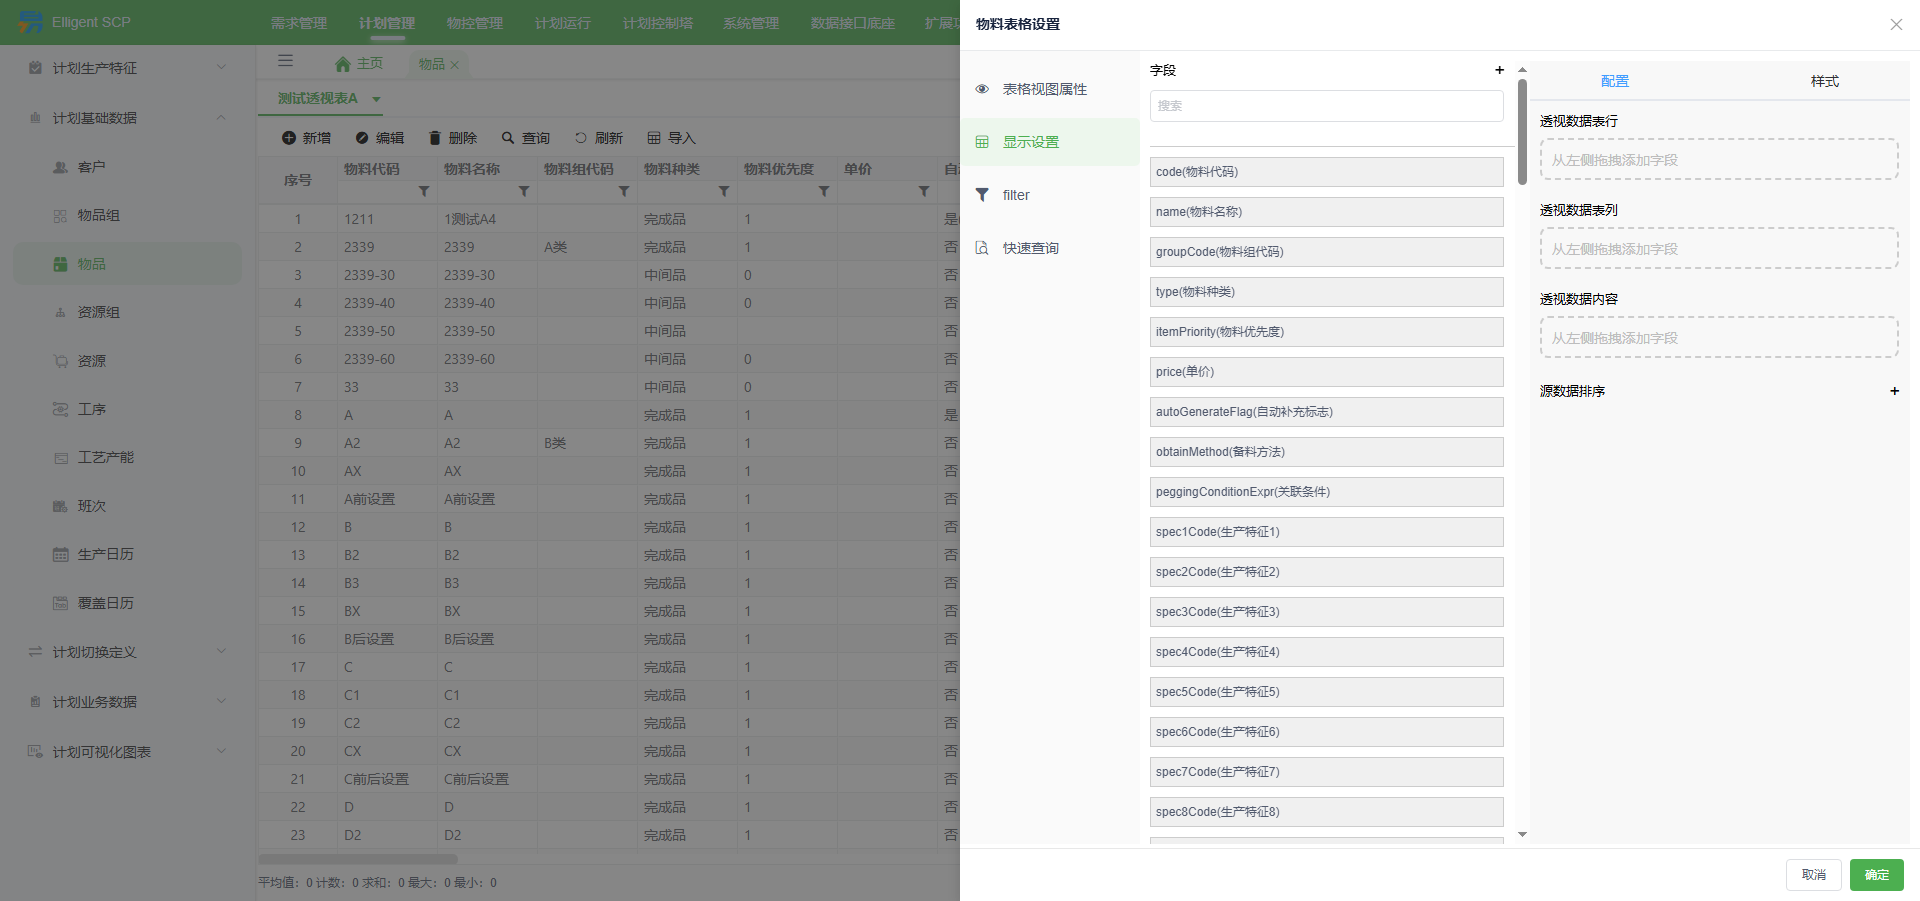 Elligent SCP
需求管理 计划管理 物控管理 计划运行 计划控制塔 系统管理 数据接口底座
计划生产特征
计划基础数据
客户
物品组
物品
资源组
资源
工序
工艺产能
班次
生产日历
覆盖日历
计划切换定义
计划业务数据
计划可视化图表
主页 物品
测试透视表A
新增 编辑 删除 查询 刷新 导入
序号 物料代码 物料名称 物料组代码 物料种类 物料优先度 单价
1 1211 1测试A4 完成品 1 是
2 2339 2339 A类 完成品 1 否
3 2339-30 2339-30 中间品 0 否
4 2339-40 2339-40 中间品 0 否
5 2339-50 2339-50 中间品 否
6 2339-60 2339-60 中间品 0 否
7 33 33 中间品 0 否
8 A A 完成品 1 是
9 A2 A2 B类 完成品 1 否
10 AX AX 完成品 1 否
11 A前设置 A前设置 完成品 1 否
12 B B 完成品 1 否
13 B2 B2 完成品 1 否
14 B3 B3 完成品 1 否
15 BX BX 完成品 1 否
16 B后设置 B后设置 完成品 1 否
17 C C 完成品 1 否
18 C1 C1 完成品 1 否
19 C2 C2 完成品 1 否
20 CX CX 完成品 1 否
21 C前后设置 C前后设置 完成品 1 否
22 D D 完成品 1 否
23 D2 D2 完成品 1 否
平均值: 0 计数: 0 求和: 0 最大: 0 最小: 0
物料表格设置
表格视图属性
显示设置
filter
快速查询
字段
搜索
code(物料代码)
name(物料名称)
groupCode(物料组代码)
type(物料种类)
itemPriority(物料优先度)
price(单价)
autoGenerateFlag(自动补充标志)
obtainMethod(备料方法)
peggingConditionExpr(关联条件)
spec1Code(生产特征1)
spec2Code(生产特征2)
spec3Code(生产特征3)
spec4Code(生产特征4)
spec5Code(生产特征5)
spec6Code(生产特征6)
spec7Code(生产特征7)
spec8Code(生产特征8)
配置 样式
透视数据表行
从左侧拖拽添加字段
透视数据表列
从左侧拖拽添加字段
透视数据内容
从左侧拖拽添加字段
源数据排序
取消 确定